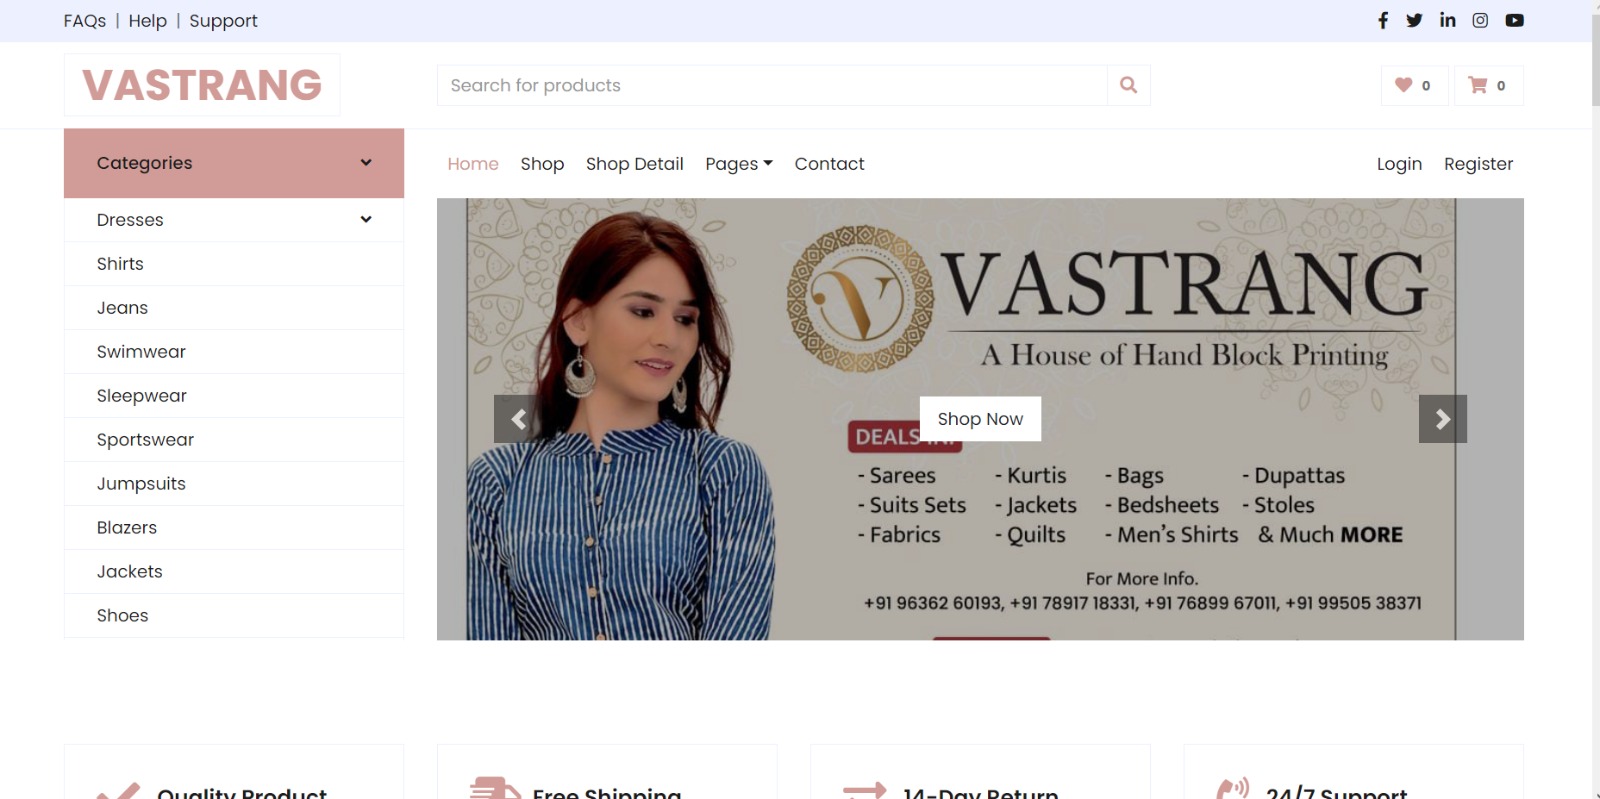 FAQs | Help | Support
VASTRANG
Search for products
0
0
Categories
Home Shop Shop Detail Pages Contact
Login Register
Dresses
Shirts
Jeans
Swimwear
Sleepwear
Sportswear
Jumpsuits
Blazers
Jackets
Shoes
VASTRANG
A House of Hand Block Printing
Shop Now
DEALS
- Sarees - Kurtis - Bags - Dupattas
- Suits Sets - Jackets - Bedsheets - Stoles
- Fabrics - Quilts - Men's Shirts & Much MORE
For More Info.
+91 96362 60193, +91 78917 18331, +91 76899 67011, +91 99505 38371
Quality Product
Free Shipping
14-Day Return
24/7 Support